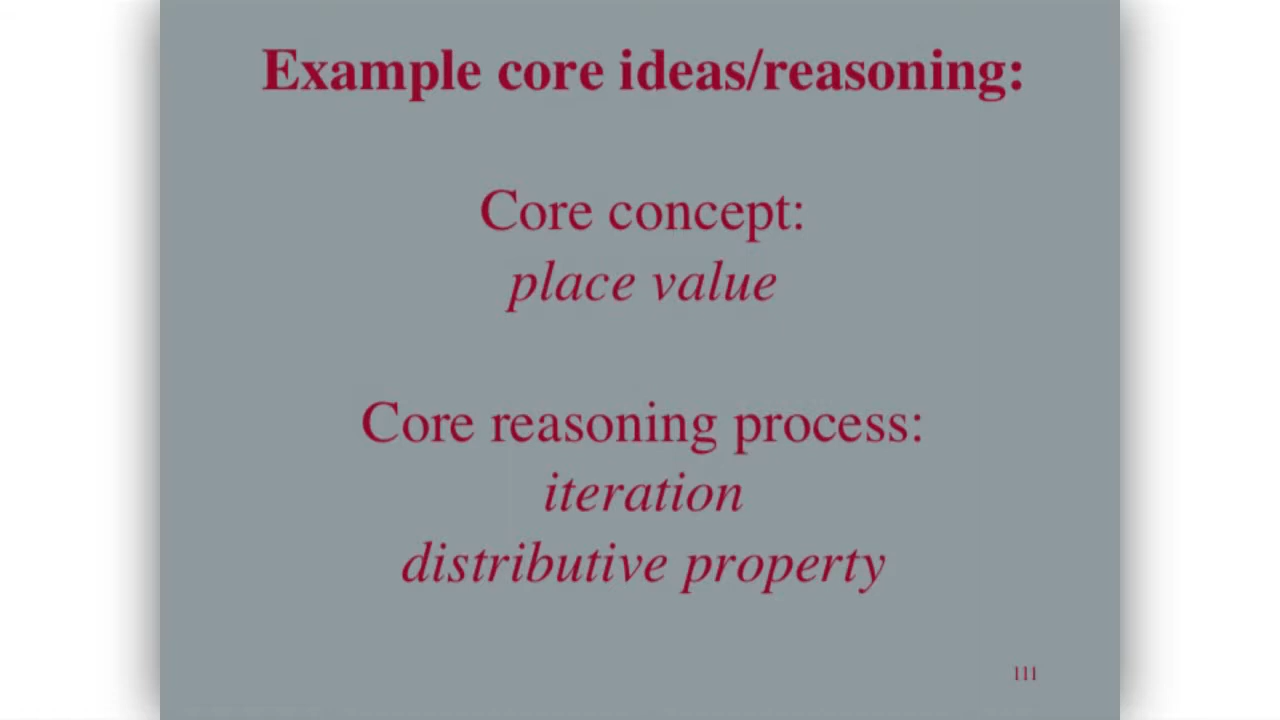 Example core ideas/reasoning:
Core concept:
place value
Core reasoning process:
iteration
distributive property
111